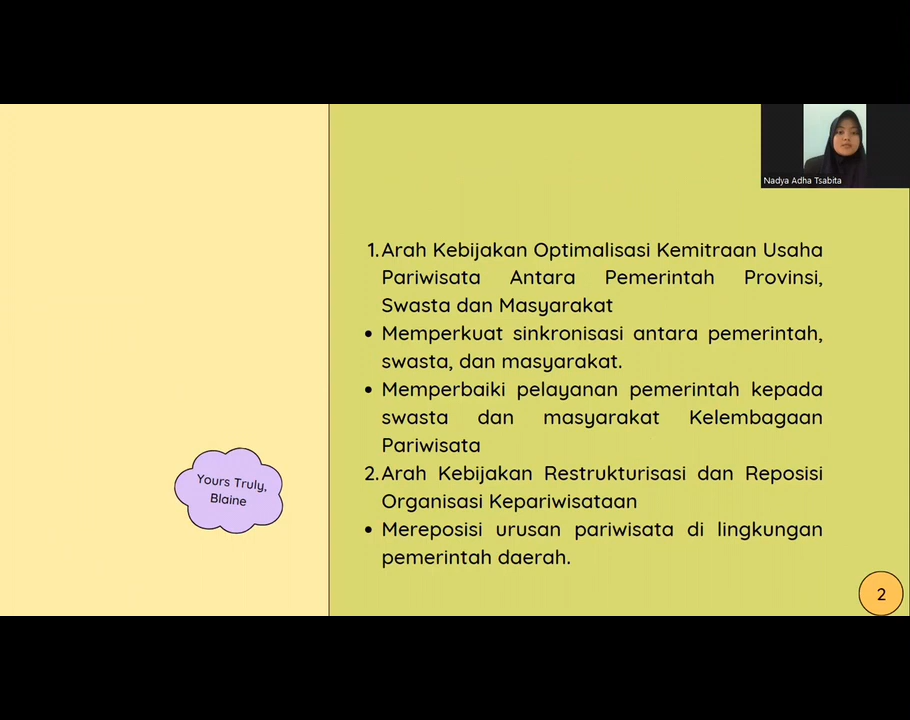 Nadya Adha Tsabita
1. Arah Kebijakan Optimalisasi Kemitraan Usaha
Pariwisata Antara Pemerintah Provinsi,
Swasta dan Masyarakat
• Memperkuat sinkronisasi antara pemerintah,
swasta, dan masyarakat.
• Memperbaiki pelayanan pemerintah kepada
swasta dan masyarakat Kelembagaan
Pariwisata
2. Arah Kebijakan Restrukturisasi dan Reposisi
Organisasi Kepariwisataan
• Mereposisi urusan pariwisata di lingkungan
pemerintah daerah.
Yours Truly,
Blaine
2